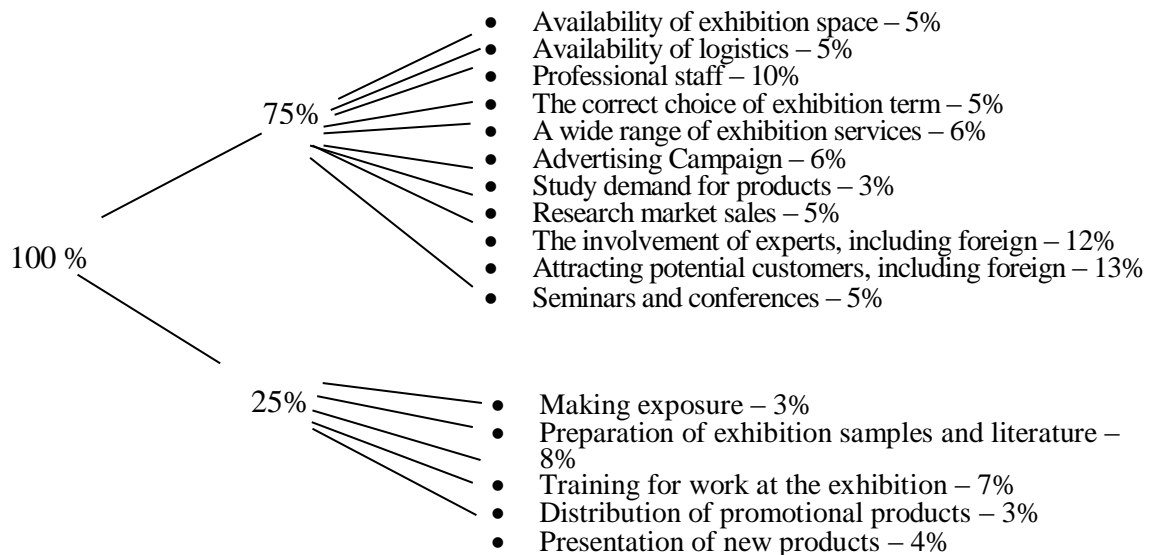 • Availability of exhibition space – 5%
• Availability of logistics – 5%
• Professional staff – 10%
75%
• The correct choice of exhibition term – 5%
• A wide range of exhibition services – 6%
• Advertising Campaign – 6%
• Study demand for products – 3%
• Research market sales – 5%
• The involvement of experts, including foreign – 12%
100 %
• Attracting potential customers, including foreign – 13%
• Seminars and conferences – 5%
25%
• Making exposure – 3%
• Preparation of exhibition samples and literature –
8%
• Training for work at the exhibition – 7%
• Distribution of promotional products – 3%
• Presentation of new products – 4%